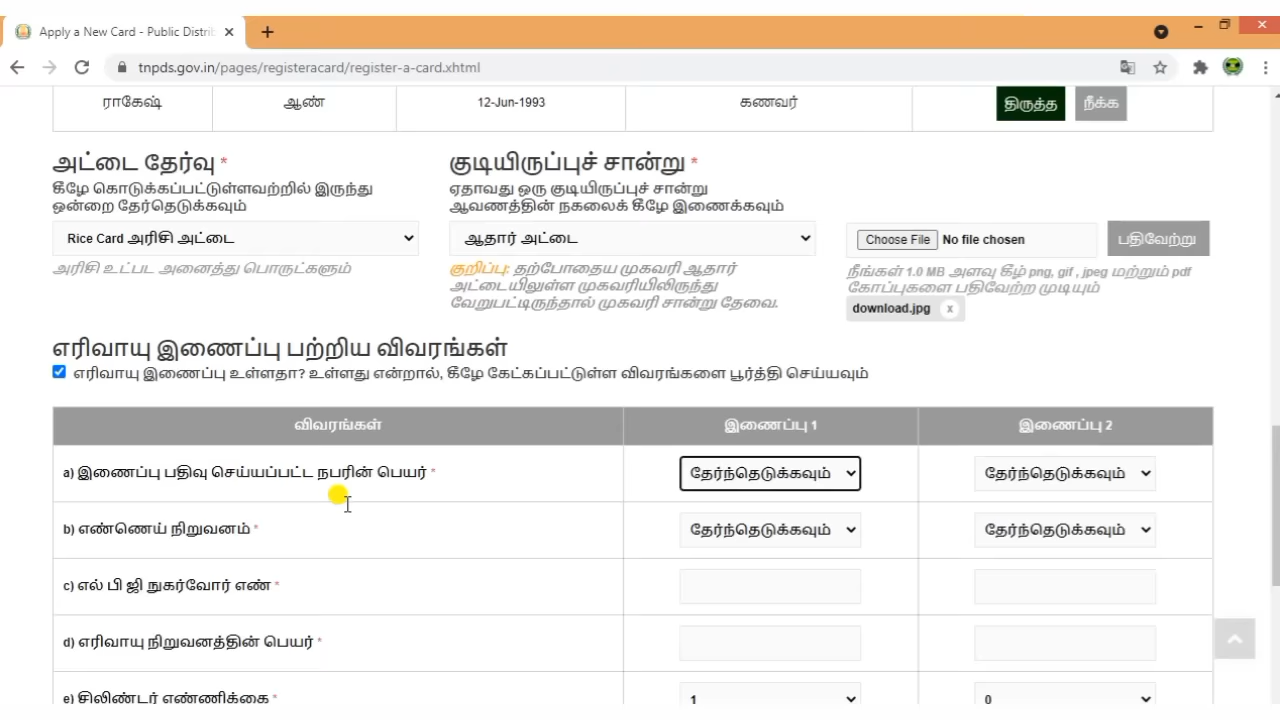 Apply a New Card - Public Distri
tnpds.gov.in/pages/registeracard/register-a-card.xhtml
ராகேஷ் ஆண் 12-Jun-1993 கணவர் திருத்த நீக்க
அட்டை தேர்வு *
கீழே கொடுக்கப்பட்டுள்ளவற்றில் இருந்து
ஒன்றை தேர்தெடுக்கவும்
Rice Card அரிசி அட்டை
அரிசி உட்பட அனைத்து பொருட்களும்
குடியிருப்புச் சான்று *
ஏதாவது ஒரு குடியிருப்புச் சான்று
ஆவணத்தின் நகலைக் கீழே இணைக்கவும்
ஆதார் அட்டை
குறிப்பு: தற்போதைய முகவரி ஆதார்
அட்டையிலுள்ள முகவரியிலிருந்து
வேறுபட்டிருந்தால் முகவரி சான்று தேவை.
Choose File No file chosen பதிவேற்று
நீங்கள் 1.0 MB அளவு கீழ் png, gif , jpeg மற்றும் pdf
கோப்புகளை பதிவேற்ற முடியும்
download.jpg x
எரிவாயு இணைப்பு பற்றிய விவரங்கள்
எரிவாயு இணைப்பு உள்ளதா? உள்ளது என்றால், கீழே கேட்கப்பட்டுள்ள விவரங்களை பூர்த்தி செய்யவும்
விவரங்கள் இணைப்பு 1 இணைப்பு 2
a) இணைப்பு பதிவு செய்யப்பட்ட நபரின் பெயர் * தேர்ந்தெடுக்கவும் தேர்ந்தெடுக்கவும்
b) எண்ணெய் நிறுவனம் * தேர்ந்தெடுக்கவும் தேர்ந்தெடுக்கவும்
c) எல் பி ஜி நுகர்வோர் எண் *
d) எரிவாயு நிறுவனத்தின் பெயர் *
e) சிலிண்டர் எண்ணிக்கை * 1 0